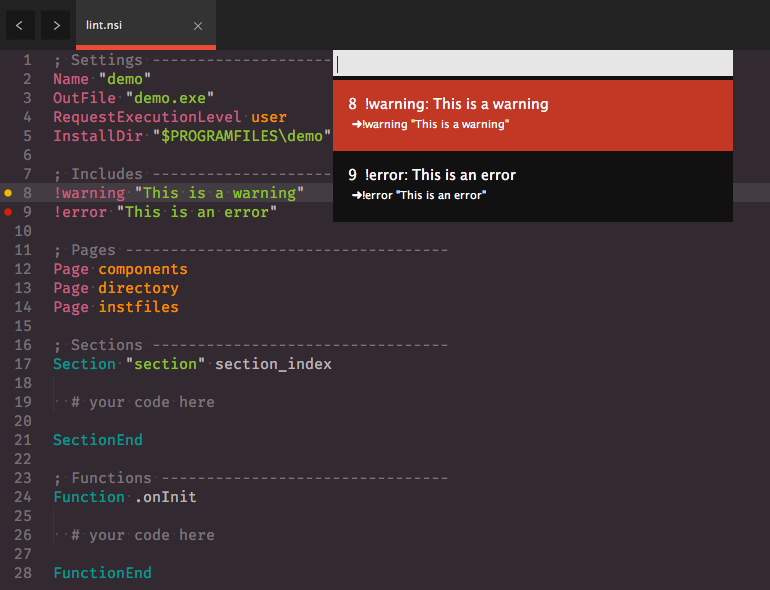 lint.nsi
1 ; Settings --------------------
2 Name "demo"
3 OutFile "demo.exe"
4 RequestExecutionLevel user
5 InstallDir "$PROGRAMFILES\demo"
6
7 ; Includes --------------------
8 !warning "This is a warning"
9 !error "This is an error"
10
11 ; Pages ------------------------------------
12 Page components
13 Page directory
14 Page instfiles
15
16 ; Sections ---------------------------------
17 Section "section" section_index
18
19 # your code here
20
21 SectionEnd
22
23 ; Functions --------------------------------
24 Function .onInit
25
26 # your code here
27
28 FunctionEnd
8 !warning: This is a warning
➜!warning "This is a warning"
9 !error: This is an error
➜!error "This is an error"